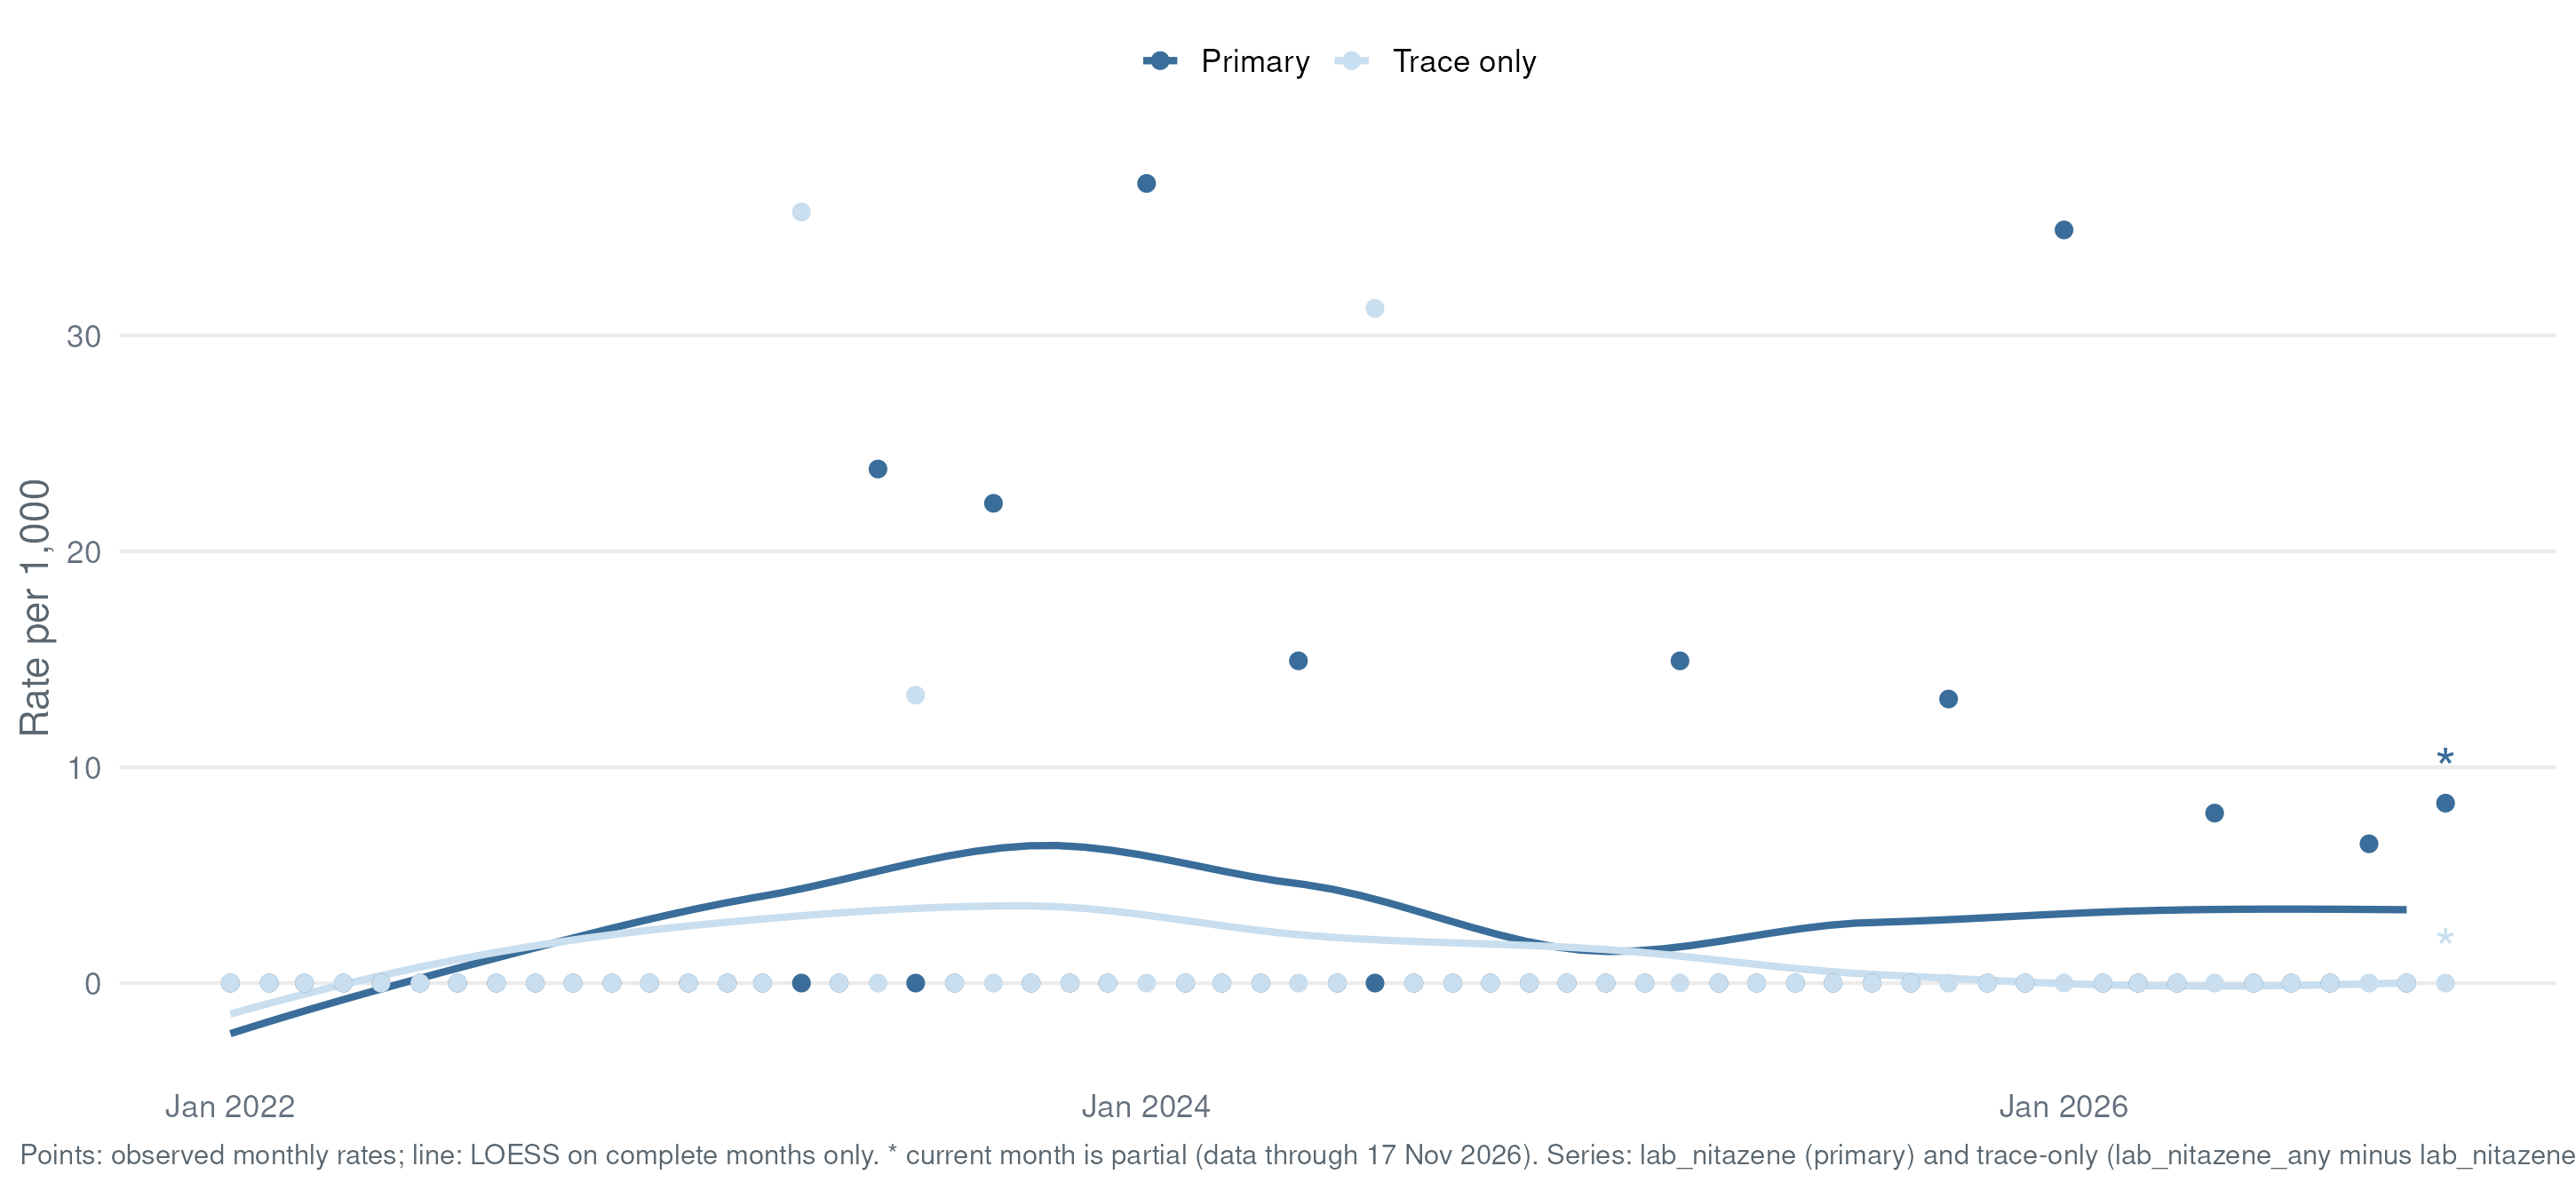 Primary Trace only
30
20
10
0
Rate per 1,000
*
*
Jan 2022 Jan 2024 Jan 2026
Points: observed monthly rates; line: LOESS on complete months only. * current month is partial (data through 17 Nov 2026). Series: lab_nitazene (primary) and trace-only (lab_nitazene_any minus lab_nitazene